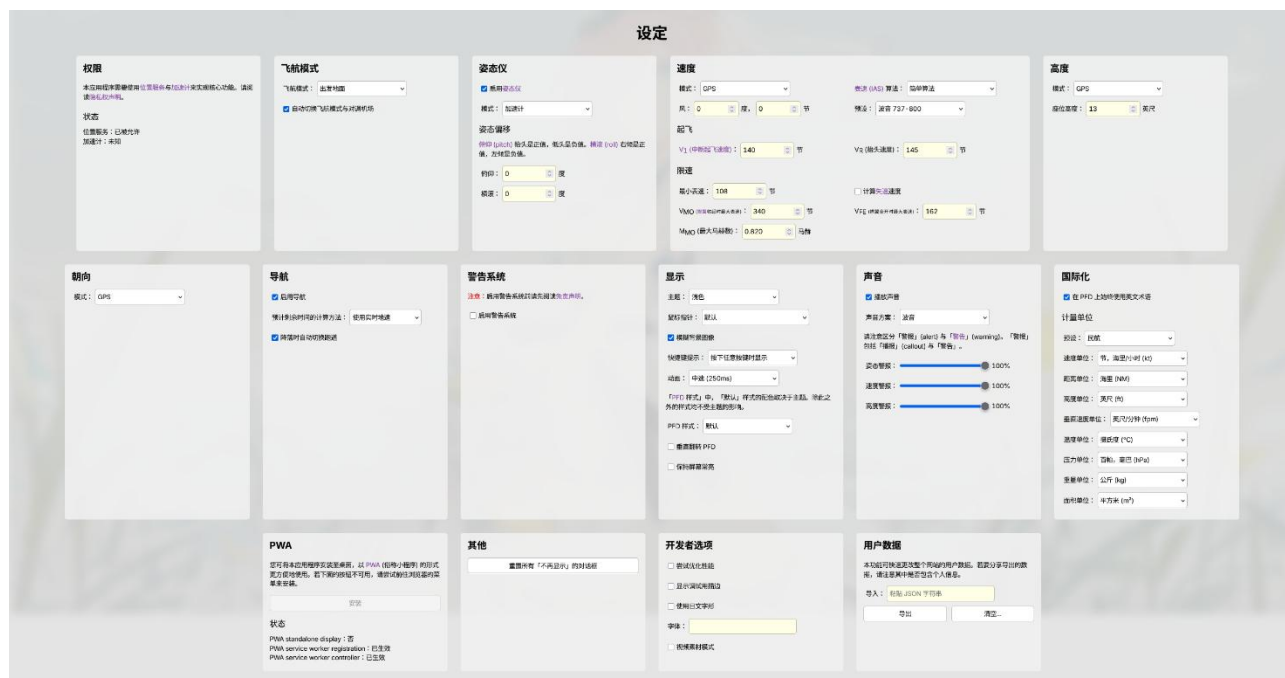 设定
权限
本应用程序需要使用位置服务与加速计来实现核心功能。请阅
读隐私权声明。
状态
位置服务：已被允许
加速计：未知
飞航模式
飞航模式： 出发地面
自动切换飞航模式与对调机场
姿态仪
启用姿态仪
模式： 加速计
姿态偏移
俯仰 (pitch) 抬头是正值，低头是负值。横滚 (roll) 右倾是正
值，左倾是负值。
俯仰： 0 度
横滚： 0 度
速度
模式： GPS
表速 (IAS) 算法： 简单算法
风： 0 度， 0 节
预设： 波音 737-800
起飞
V1 (中断起飞速度)： 140 节
VR (抬头速度)： 145 节
限速
最小表速： 108 节
计算失速速度
VMO 340 节
VFE 162 节
MMO (最大马赫数)： 0.820 马赫
高度
模式： GPS
座位高度： 13 英尺
朝向
模式： GPS
导航
启用导航
预计剩余时间的计算方法： 使用实时地速
降落时自动切换跑道
警告系统
注意：启用警告系统前请先阅读免责声明。
启用警告系统
显示
主题： 浅色
鼠标指针： 默认
模糊背景图像
快捷键提示： 按下任意按键时显示
动画： 中速 (250ms)
「PFD 样式」中，「默认」样式的配色取决于主题。除此之
外的样式均不受主题的影响。
PFD 样式： 默认
垂直翻转 PFD
保持屏幕常亮
声音
播放声音
声音方案： 波音
请注意区分「警报」(alert) 与「警告」(warning)。「警报」
包括「播报」(callout) 与「警告」。
姿态警报： 100%
速度警报： 100%
高度警报： 100%
国际化
在 PFD 上始终使用英文术语
计量单位
预设： 民航
速度单位： 节，海里/小时 (kt)
距离单位： 海里 (NM)
高度单位： 英尺 (ft)
垂直速度单位： 英尺/分钟 (fpm)
温度单位： 摄氏度 (°C)
压力单位： 百帕，毫巴 (hPa)
重量单位： 公斤 (kg)
面积单位： 平方米 (m²)
PWA
您可将本应用程序安装至桌面，以 PWA (俗称小程序) 的形式
更方便地使用。若下面的按钮不可用，请尝试前往浏览器的菜
单来安装。
安装
状态
PWA standalone display：否
PWA service worker registration：已生效
PWA service worker controller：已生效
其他
重置所有「不再显示」的对话框
开发者选项
尝试优化性能
显示调试用描边
使用日文字形
字体：
视频素材模式
用户数据
本功能可快速更改整个网站的用户数据。若要分享导出的数
据，请注意其中是否包含个人信息。
导入： 粘贴 JSON 字符串
导出 清空...